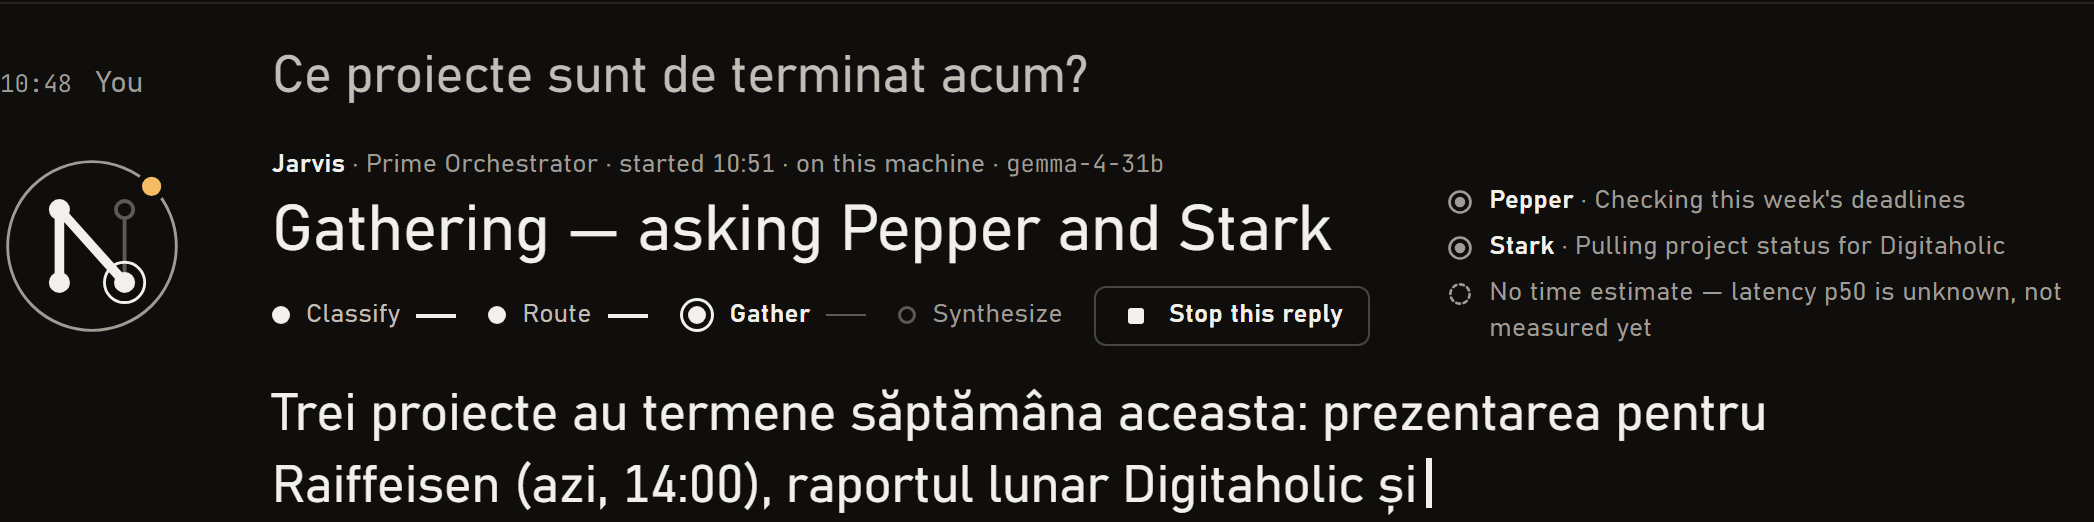 10:48 You
Ce proiecte sunt de terminat acum?
Jarvis · Prime Orchestrator · started 10:51 · on this machine · gemma-4-31b
Gathering — asking Pepper and Stark
Classify
Route
Gather
Synthesize
Stop this reply
Pepper · Checking this week's deadlines
Stark · Pulling project status for Digitaholic
No time estimate — latency p50 is unknown, not
measured yet
Trei proiecte au termene săptămâna aceasta: prezentarea pentru
Raiffeisen (azi, 14:00), raportul lunar Digitaholic și